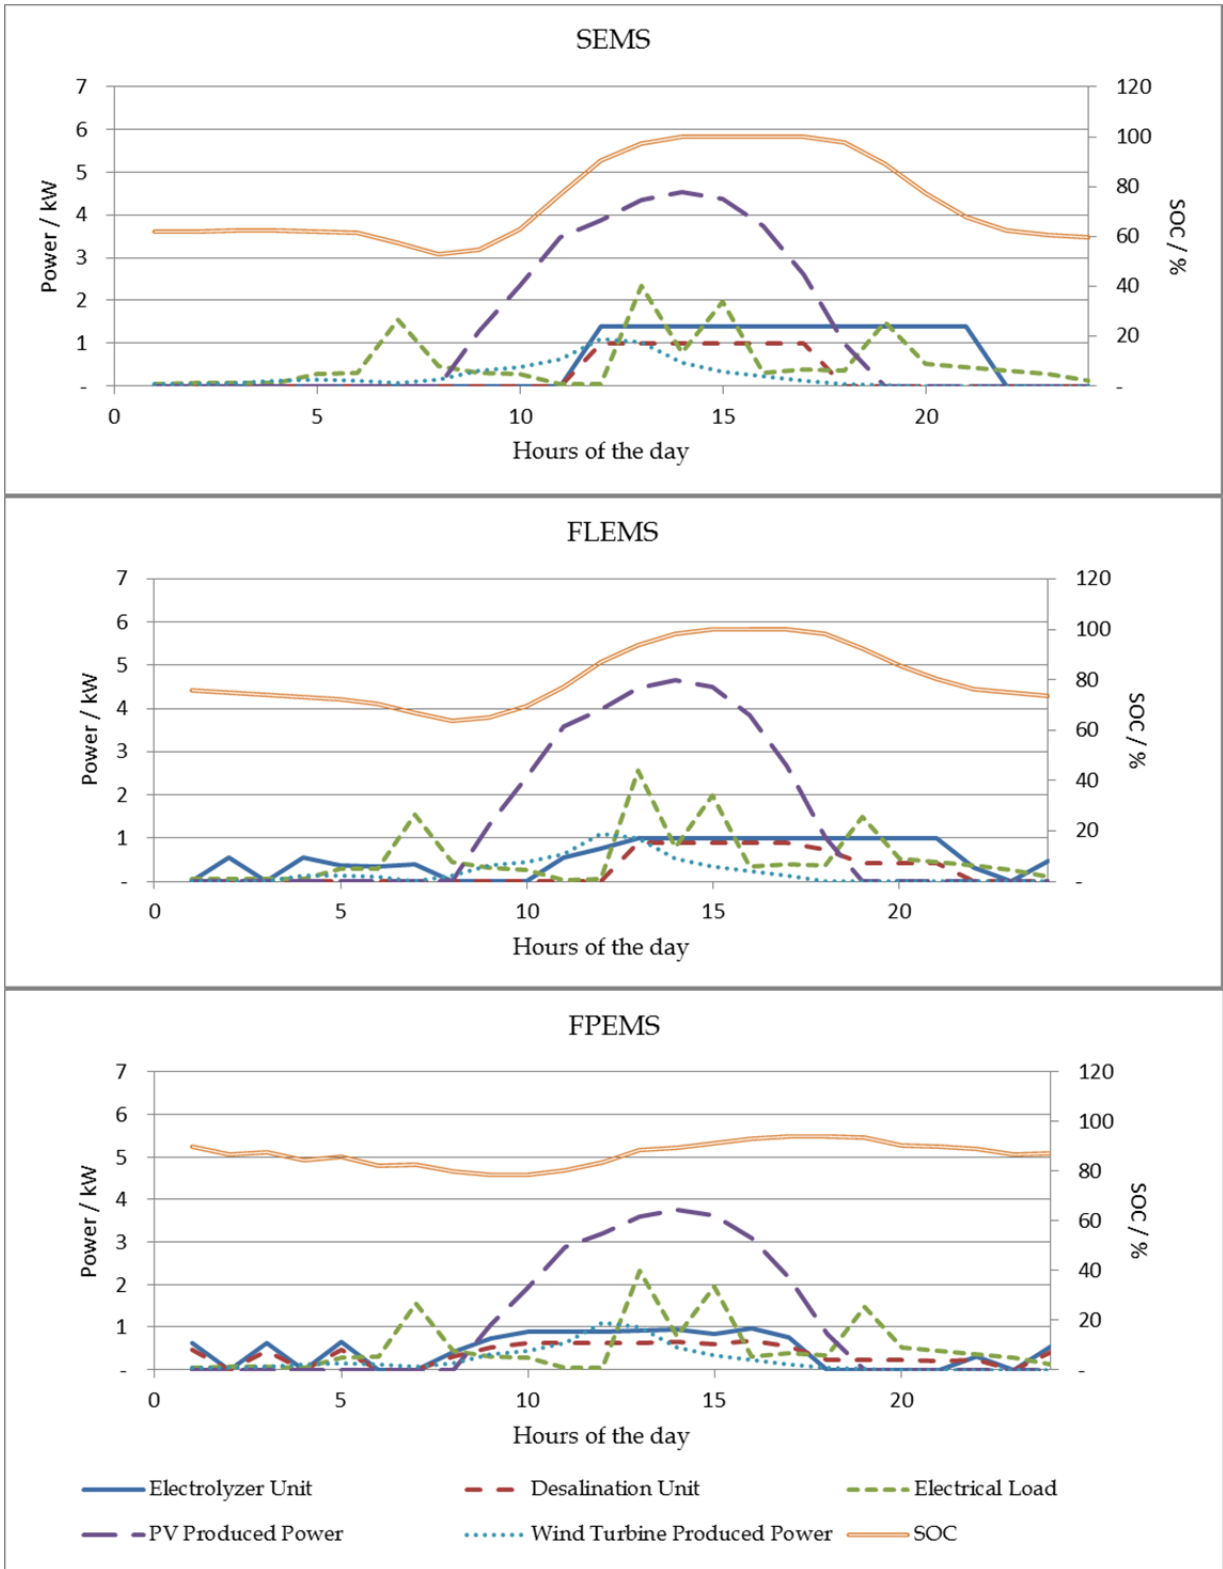 SEMS
7 120
6 100
5 80
4
3 60
2 40
1 20
- -
0 5 10 15 20
Power / kW
SOC / %
Hours of the day
FLEMS
7 120
6 100
5 80
4
3 60
2 40
1 20
- -
0 5 10 15 20
Power / kW
SOC / %
Hours of the day
FPEMS
7 120
6 100
5 80
4
3 60
2 40
1 20
- -
0 5 10 15 20
Power / kW
SOC / %
Hours of the day
Electrolyzer Unit Desalination Unit Electrical Load
PV Produced Power Wind Turbine Produced Power SOC